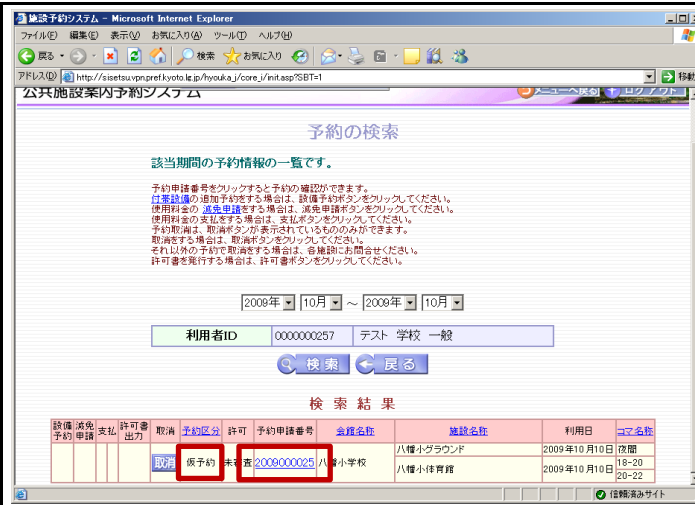 施設予約システム - Microsoft Internet Explorer
ファイル(F) 編集(E) 表示(V) お気に入り(A) ツール(T) ヘルプ(H)
戻る 検索 お気に入り
アドレス(D) http://sisetsu.vpn.pref.kyoto.lg.jp/hyouka_i/core_i/init.asp?SBT=1 移動
公共施設案内予約システム メニューへ戻る ログアウト
予約の検索
該当期間の予約情報の一覧です。
予約申請番号をクリックすると予約の確認ができます。
付帯設備の追加予約をする場合は、設備予約ボタンをクリックしてください。
使用料金の 減免申請をする場合は、減免申請ボタンをクリックしてください。
使用料金の支払をする場合は、支払ボタンをクリックしてください。
予約取消は、取消ボタンが表示されているもののみができます。
取消をする場合は、取消ボタンをクリックしてください。
それ以外の予約で取消をする場合は、各施設にお問合せください。
許可書を発行する場合は、許可書ボタンをクリックしてください。
2009年 10月 ～ 2009年 10月
利用者ID 0000000257 テスト 学校 一般
検索 戻る
検 索 結 果
設備予約 減免申請 支払 許可書出力 取消 予約区分 許可 予約申請番号 会館名称 施設名称 利用日 コマ名称
取消 仮予約 未審査 2009000025 八幡小学校 八幡小グラウンド 2009年10月10日 夜間
八幡小体育館 2009年10月10日 18-20
20-22
信頼済みサイト